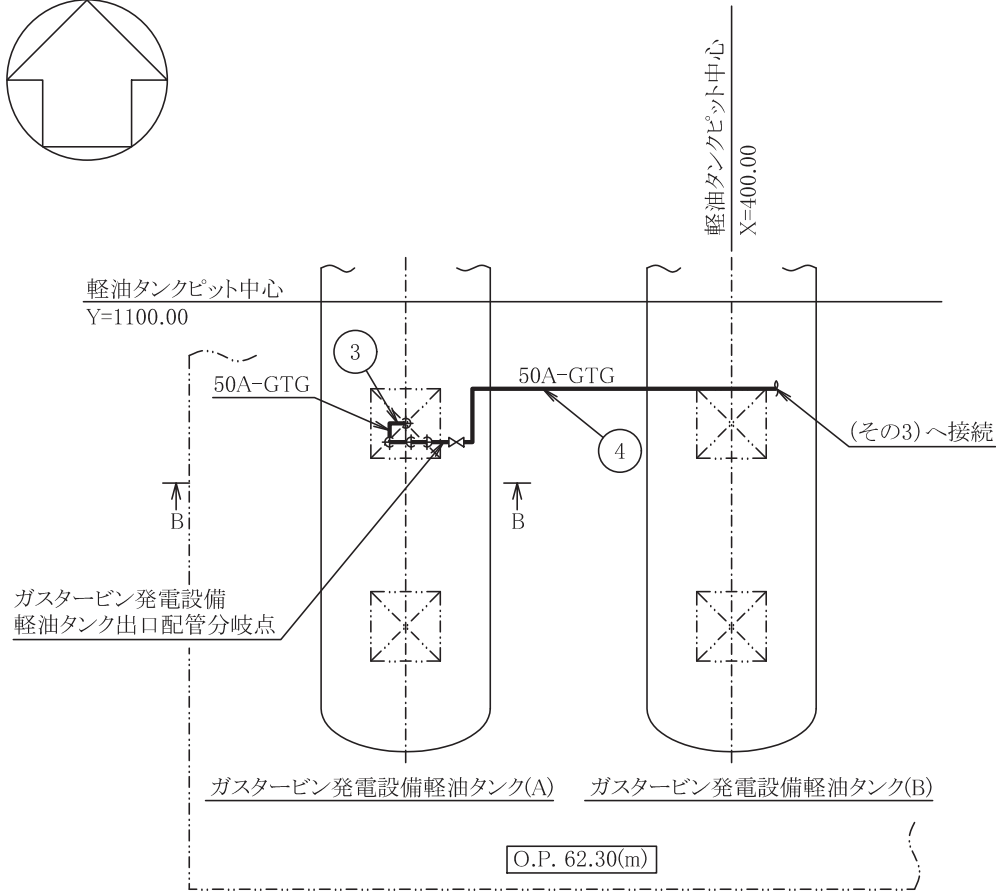 軽油タンクピット中心
X=400.00
軽油タンクピット中心
Y=1100.00
3
50A-GTG
50A-GTG
4
(その3)へ接続
B
B
ガスタービン発電設備
軽油タンク出口配管分岐点
ガスタービン発電設備軽油タンク(A)
ガスタービン発電設備軽油タンク(B)
O.P. 62.30(m)